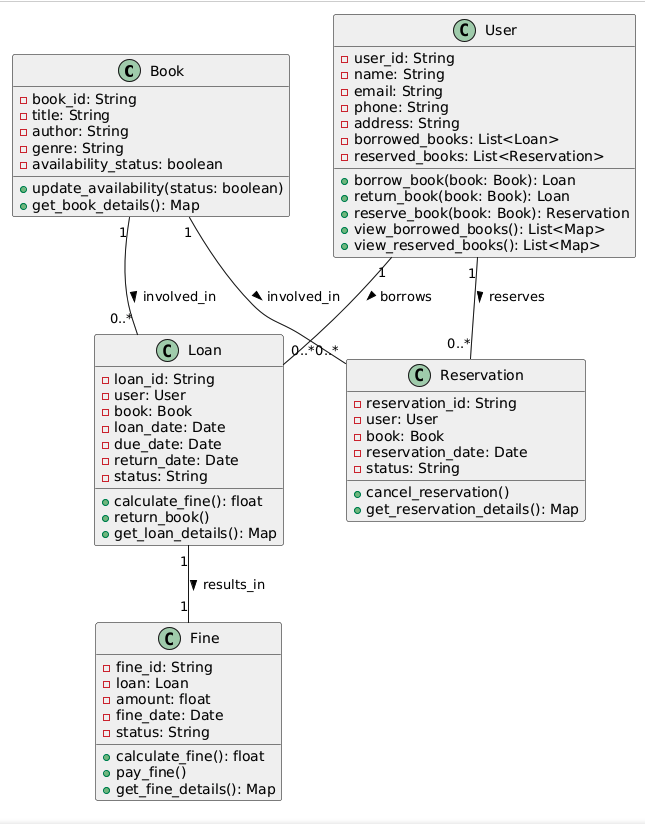 C Book
book_id: String
title: String
author: String
genre: String
availability_status: boolean
update_availability(status: boolean)
get_book_details(): Map
C User
user_id: String
name: String
email: String
phone: String
address: String
borrowed_books: List<Loan>
reserved_books: List<Reservation>
borrow_book(book: Book): Loan
return_book(book: Book): Loan
reserve_book(book: Book): Reservation
view_borrowed_books(): List<Map>
view_reserved_books(): List<Map>
1
1
1
1
involved_in
involved_in
borrows
reserves
0..*
0..*
0..*
0..*
C Loan
loan_id: String
user: User
book: Book
loan_date: Date
due_date: Date
return_date: Date
status: String
calculate_fine(): float
return_book()
get_loan_details(): Map
C Reservation
reservation_id: String
user: User
book: Book
reservation_date: Date
status: String
cancel_reservation()
get_reservation_details(): Map
1
results_in
1
C Fine
fine_id: String
loan: Loan
amount: float
fine_date: Date
status: String
calculate_fine(): float
pay_fine()
get_fine_details(): Map